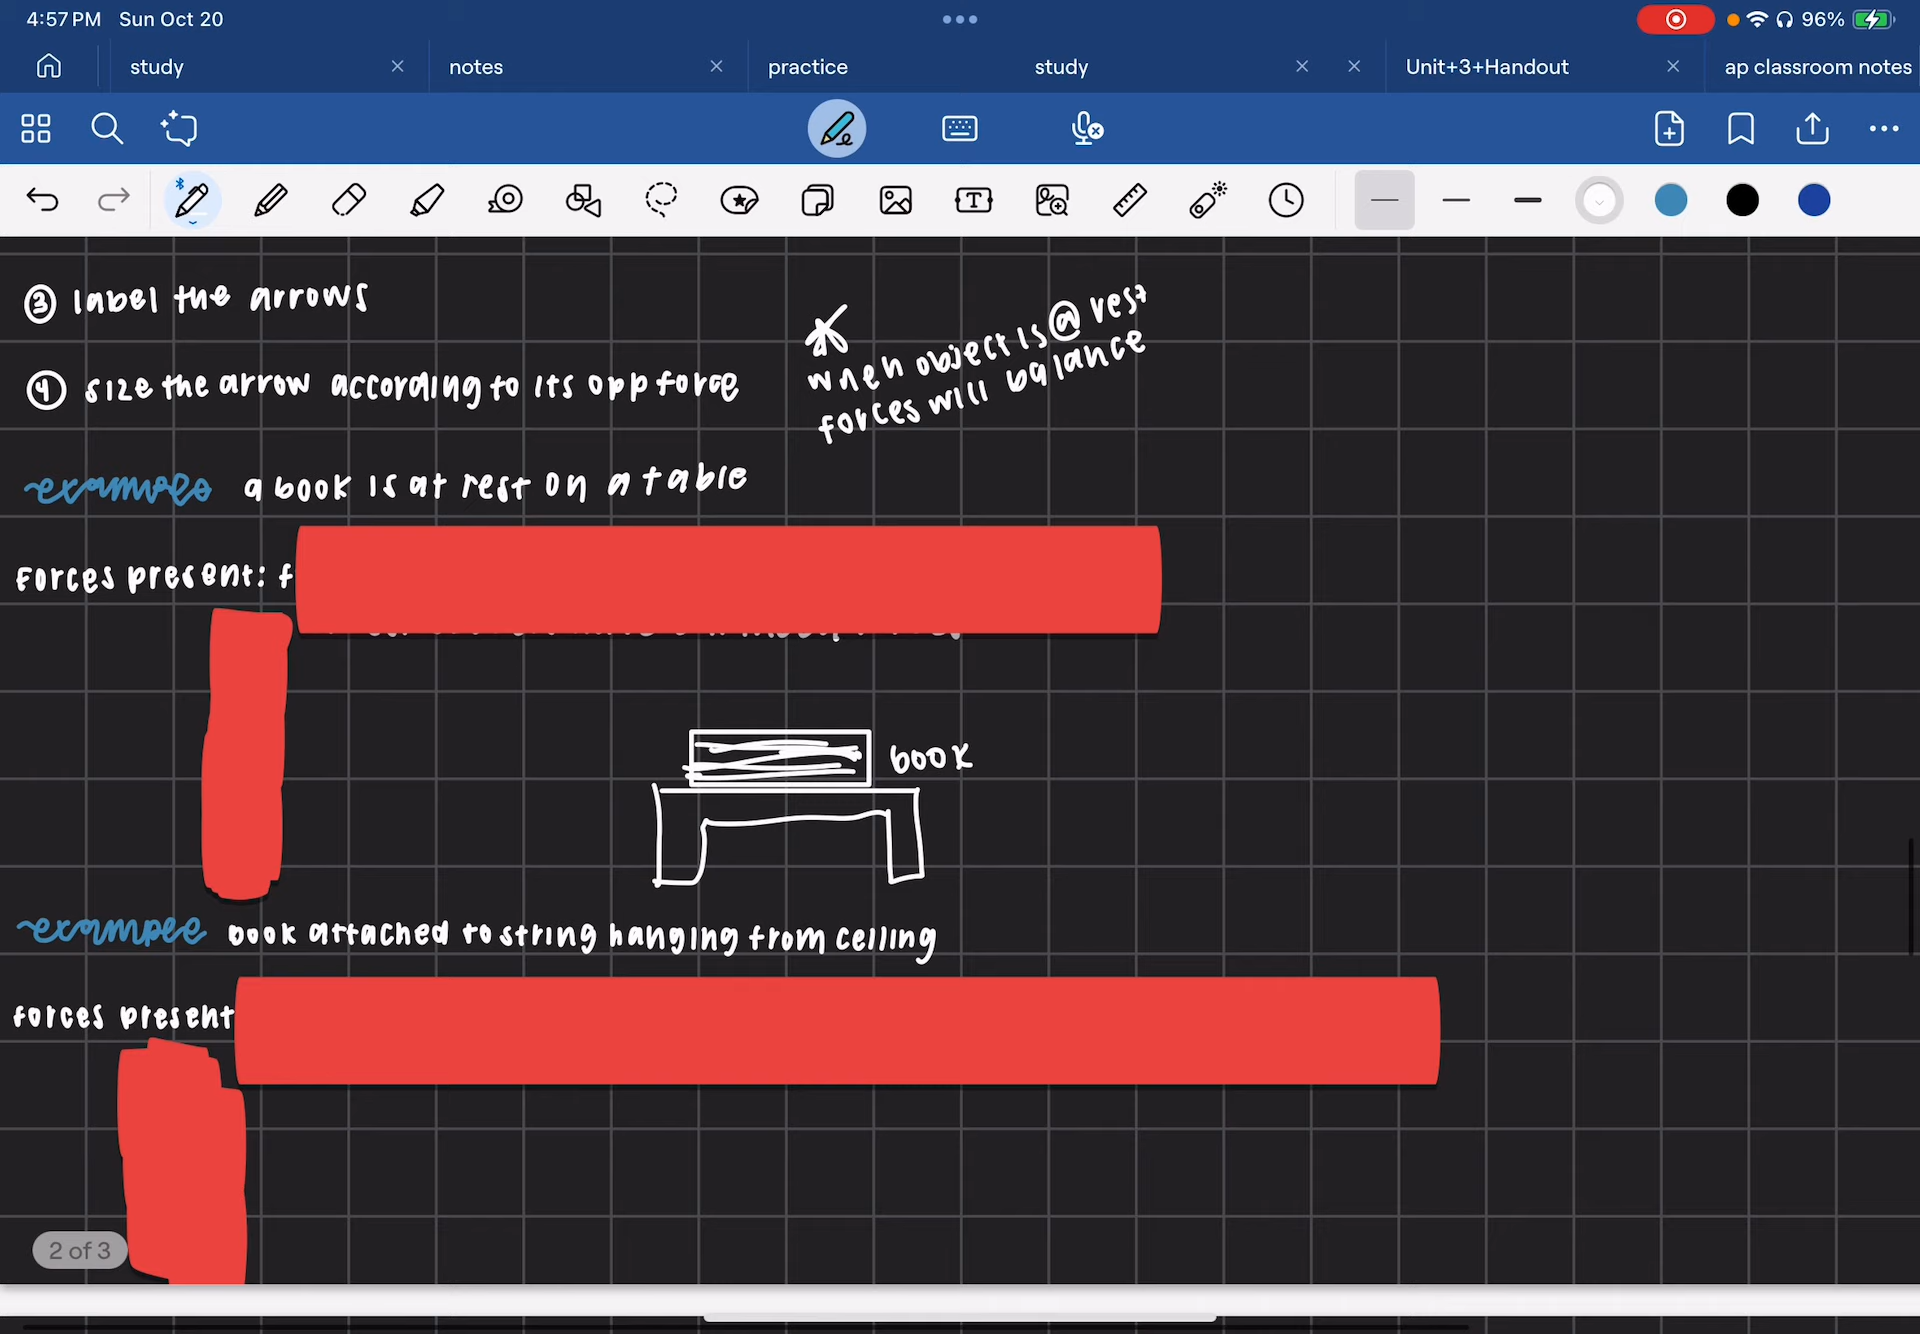 4:57 PM Sun Oct 20
96%
study
notes
practice
study
Unit+3+Handout
ap classroom notes
③ label the arrows
④ size the arrow according to its opp force
when object is @ rest
forces will balance
example a book is at rest on a table
Forces present: f
book
example book attached to string hanging from ceiling
forces present
2 of 3